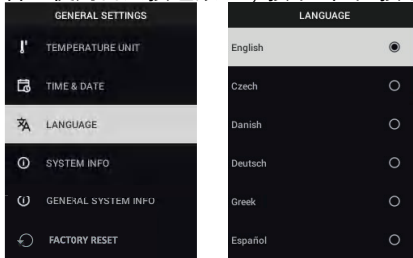 GENERAL SETTINGS
TEMPERATURE UNIT
TIME & DATE
LANGUAGE
SYSTEM INFO
GENERAL SYSTEM INFO
FACTORY RESET
LANGUAGE
English
Czech
Danish
Deutsch
Greek
Español